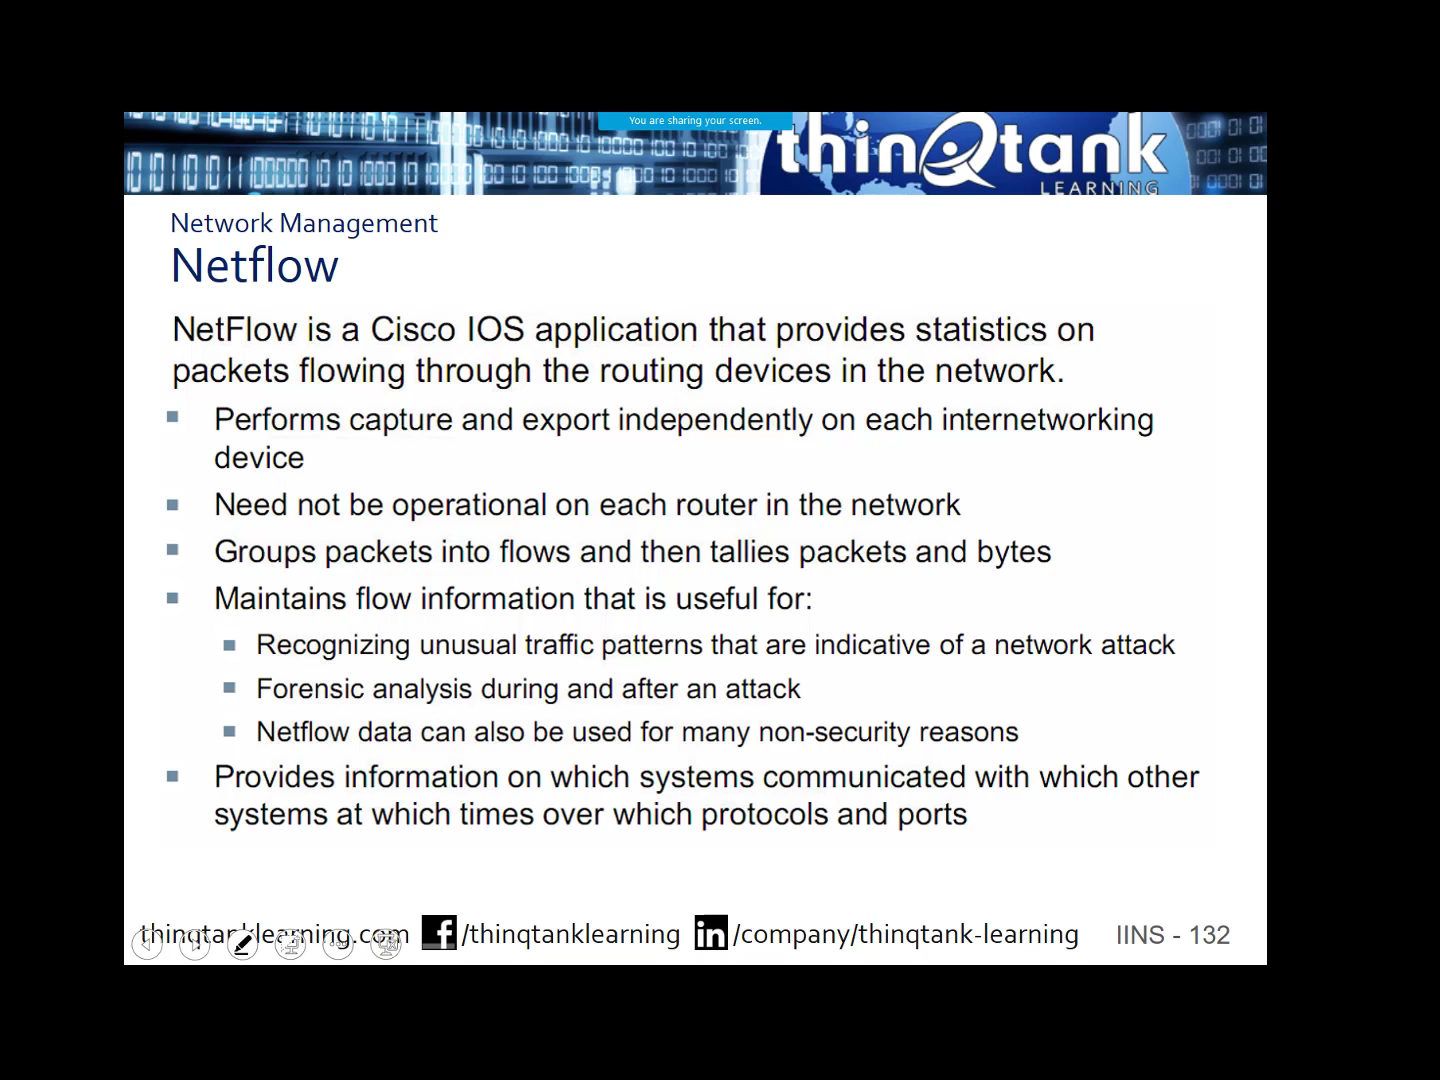 You are sharing your screen.
thinQtank
LEARNING
Network Management
Netflow
NetFlow is a Cisco IOS application that provides statistics on
packets flowing through the routing devices in the network.
Performs capture and export independently on each internetworking
device
Need not be operational on each router in the network
Groups packets into flows and then tallies packets and bytes
Maintains flow information that is useful for:
Recognizing unusual traffic patterns that are indicative of a network attack
Forensic analysis during and after an attack
Netflow data can also be used for many non-security reasons
Provides information on which systems communicated with which other
systems at which times over which protocols and ports
thinqtanklearning.com f /thinqtanklearning in /company/thinqtank-learning IINS - 132